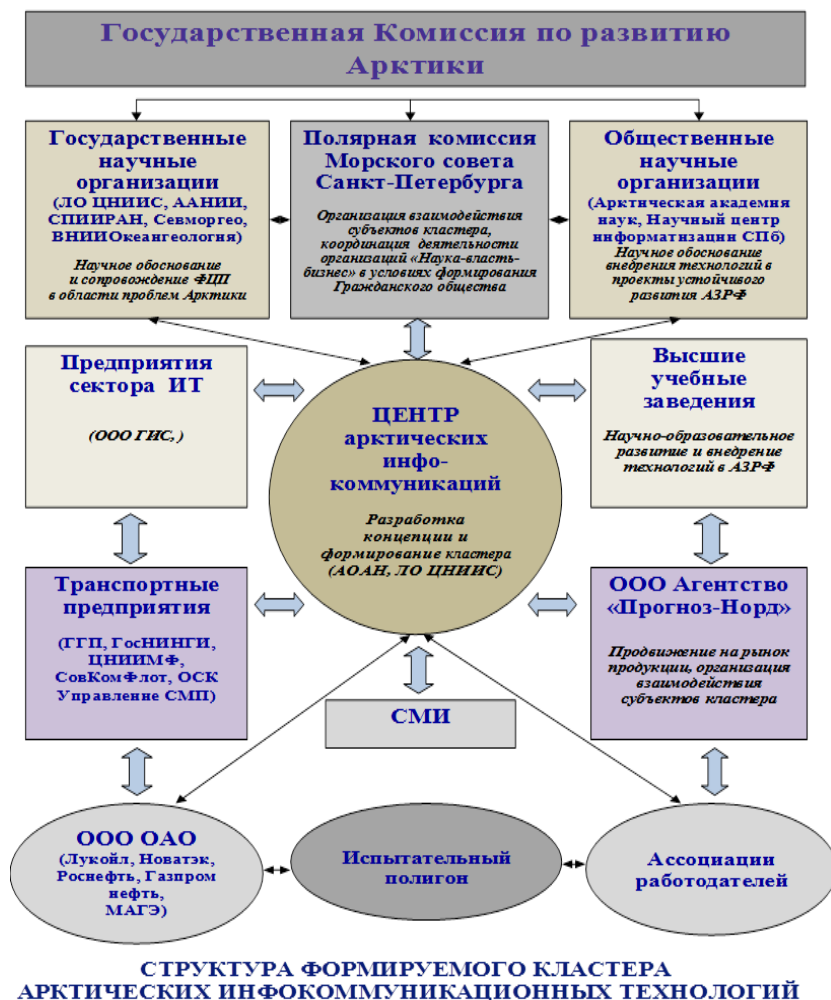 Государственная Комиссия по развитию
Арктики
Государственные
научные
организации
(ЛО ЦНИИС, ААНИИ,
СПИИРАН, Севморгео,
ВНИИОкеангеология)
Научное обоснование
и сопровождение ФЦП
в области проблем Арктики
Полярная комиссия
Морского совета
Санкт-Петербурга
Организация взаимодействия
субъектов кластера,
координация деятельности
организаций «Наука-власть-
бизнес» в условиях формирования
Гражданского общества
Общественные
научные
организации
(Арктическая академия
наук, Научный центр
информатизации СПб)
Научное обоснование
внебрения технологий в
проекты устойчивого
развития АЗРФ
Предприятия
сектора ИТ
(ООО ГИС, )
ЦЕНТР
арктических
инфо-
коммуникаций
Разработка
концепции и
формирование кластера
(АОАН, ЛО ЦНИИС)
Высшие
учебные
заведения
Научно-образовательное
развитие и внедрение
технологий в АЗРФ
Транспортные
предприятия
(ГГП, ГосНИНГИ,
ЦНИИМФ,
СовКомФлот, ОСК
Управление СМП)
ООО Агентство
«Прогноз-Норд»
Продвижение на рынок
продукции, организация
взаимодействия
субъектов кластера
СМИ
ООО ОАО
(Лукойл, Новатэк,
Роснефть, Газпром
нефть,
МАГЭ)
Испытательный
полигон
Ассоциации
работодателей
СТРУКТУРА ФОРМИРУЕМОГО КЛАСТЕРА
АРКТИЧЕСКИХ ИНФОКОММУНИКАЦИОННЫХ ТЕХНОЛОГИЙ